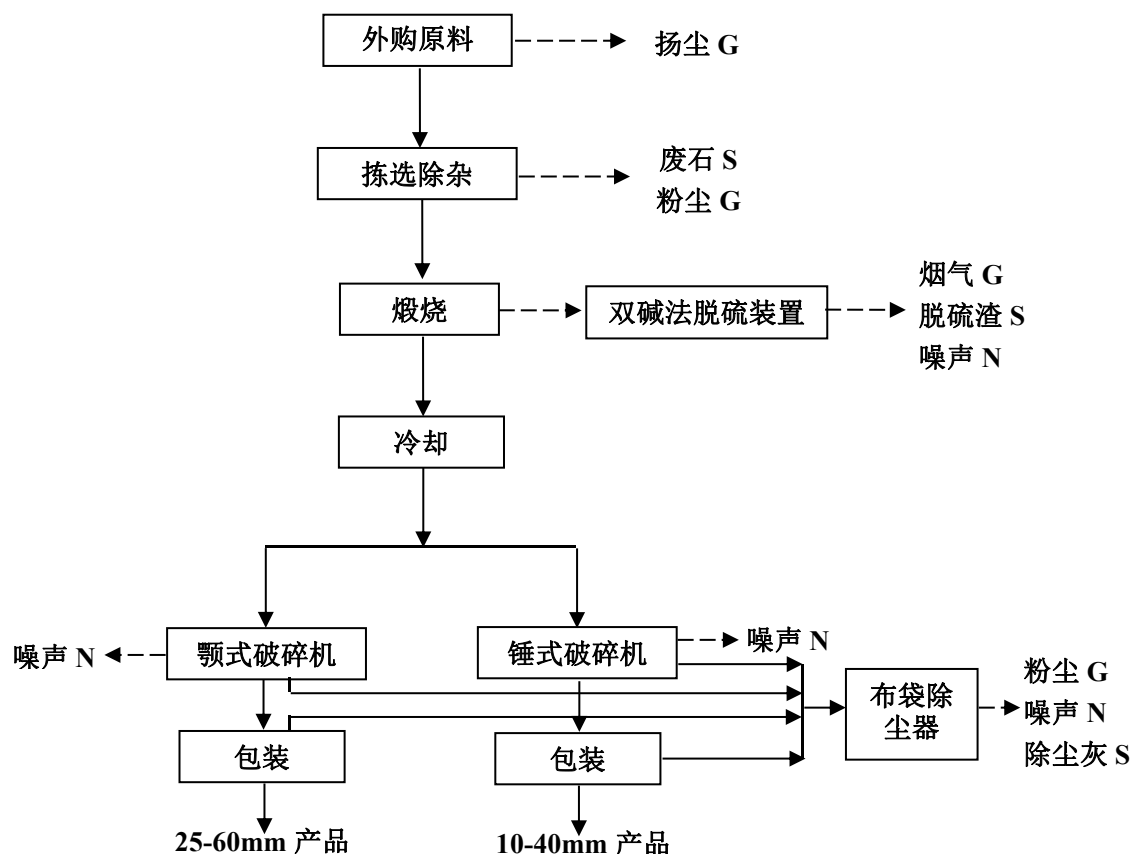 外购原料
扬尘 G
拣选除杂
废石 S
粉尘 G
煅烧
双碱法脱硫装置
烟气 G
脱硫渣 S
噪声 N
冷却
噪声 N
颚式破碎机
锤式破碎机
噪声 N
布袋除
尘器
粉尘 G
噪声 N
除尘灰 S
包装
包装
25-60mm 产品
10-40mm 产品